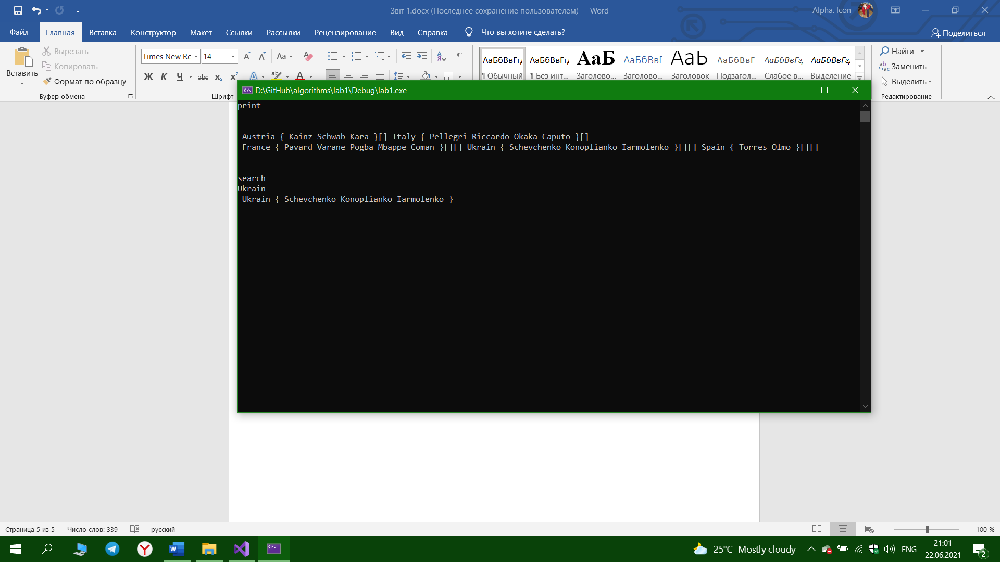 Звіт 1.docx (Последнее сохранение пользователем) - Word
Alpha. Icon
Файл Главная Вставка Конструктор Макет Ссылки Рассылки Рецензирование Вид Справка Что вы хотите сделать? Поделиться
Вставить
Вырезать
Копировать
Формат по образцу
Буфер обмена
Times New Rc 14
Aa
Ж К Ч abc x₂ x²
Шрифт
АаБбВвГг, АаБбВвГг, АаБ АаБбВвГ АаЬ АаБбВвГ АаБбВвГг, АаБбВвГг,
¶ Обычный ¶ Без инт... Заголово... Заголово... Заголовок Подзагол... Слабое в... Выделение
Найти
Заменить
Выделить
Редактирование
D:\GitHub\algorithms\lab1\Debug\lab1.exe
print
Austria { Kainz Schwab Kara }[] Italy { Pellegri Riccardo Okaka Caputo }[]
France { Pavard Varane Pogba Mbappe Coman }[][] Ukrain { Schevchenko Konoplianko Iarmolenko }[][] Spain { Torres Olmo }[][]
search
Ukrain
Ukrain { Schevchenko Konoplianko Iarmolenko }
Страница 5 из 5 Число слов: 339 русский 100 %
25°C Mostly cloudy ENG
21:01
22.06.2021
2